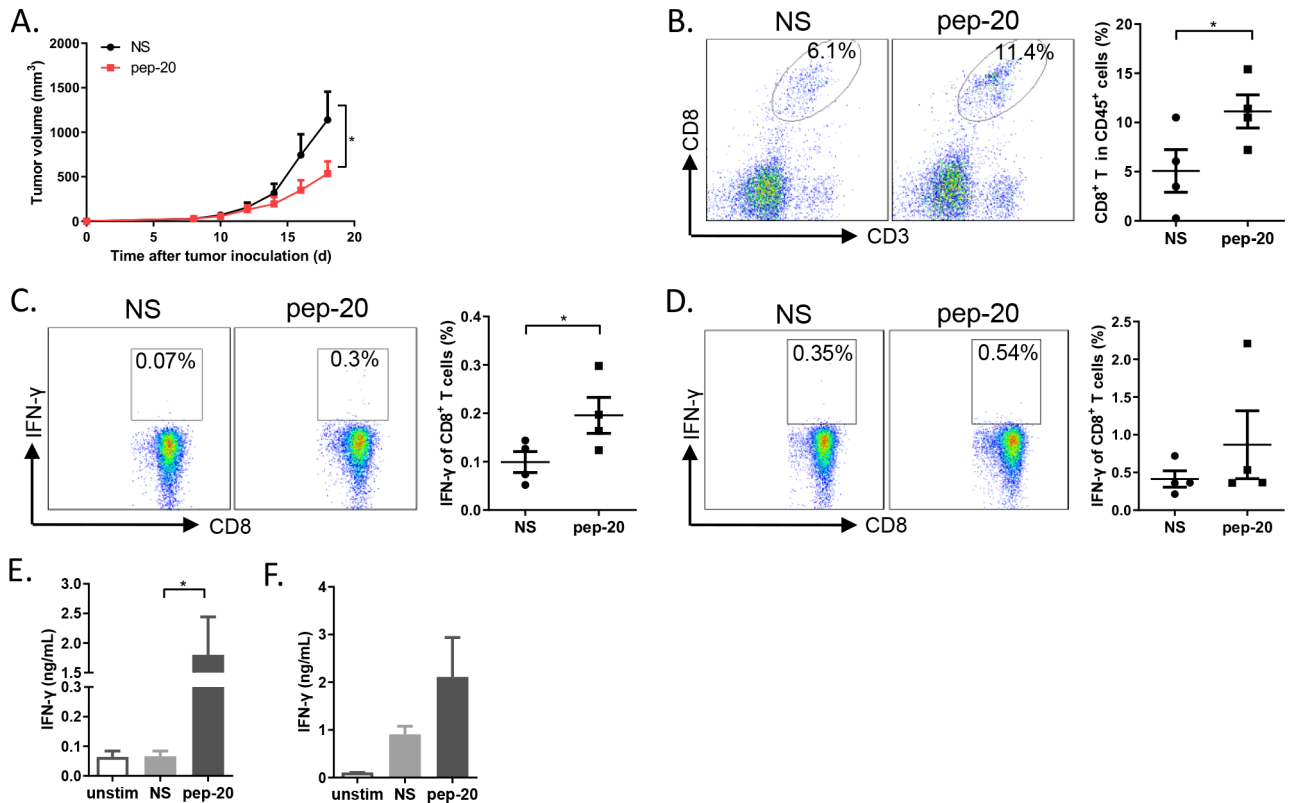 A.
Tumor volume (mm³)
2000
1500
1000
500
0
NS
pep-20
*
0 5 10 15 20
Time after tumor inoculation (d)
B.
NS pep-20
6.1% 11.4%
CD8
CD3
CD8⁺ T in CD45⁺ cells (%)
20
15
10
5
0
*
NS pep-20
C.
NS pep-20
0.07% 0.3%
IFN-γ
CD8
IFN-γ of CD8⁺ T cells (%)
0.4
0.3
0.2
0.1
0.0
*
NS pep-20
D.
NS pep-20
0.35% 0.54%
IFN-γ
CD8
IFN-γ of CD8⁺ T cells (%)
2.5
2.0
1.5
1.0
0.5
0.0
NS pep-20
E.
IFN-γ (ng/mL)
3.0
2.5
2.0
1.5
0.3
0.2
0.1
0.0
*
unstim NS pep-20
F.
IFN-γ (ng/mL)
4
3
2
1
0
unstim NS pep-20